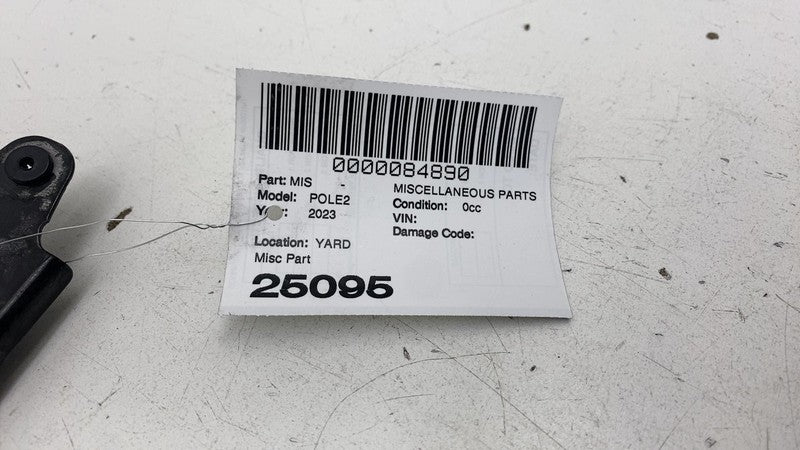 0000084890
Part: MIS - MISCELLANEOUS PARTS
Model: POLE2 Condition: 0cc
2023 VIN:
Damage Code:
Location: YARD
Misc Part
25095